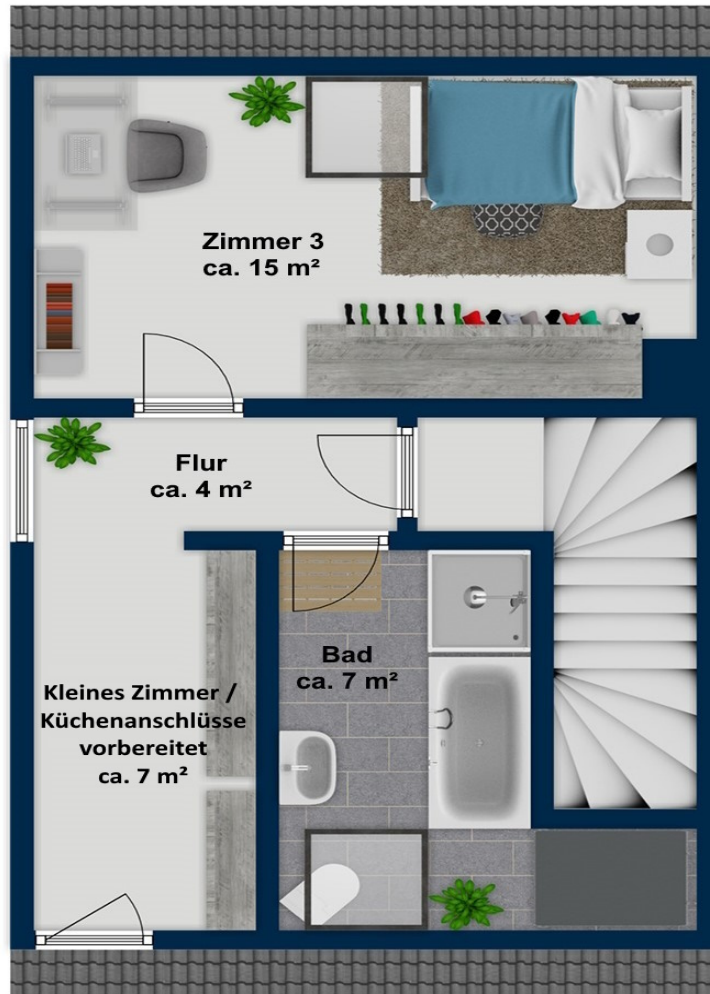 Zimmer 3
ca. 15 m²
Flur
ca. 4 m²
Bad
ca. 7 m²
Kleines Zimmer /
Küchenanschlüsse
vorbereitet
ca. 7 m²